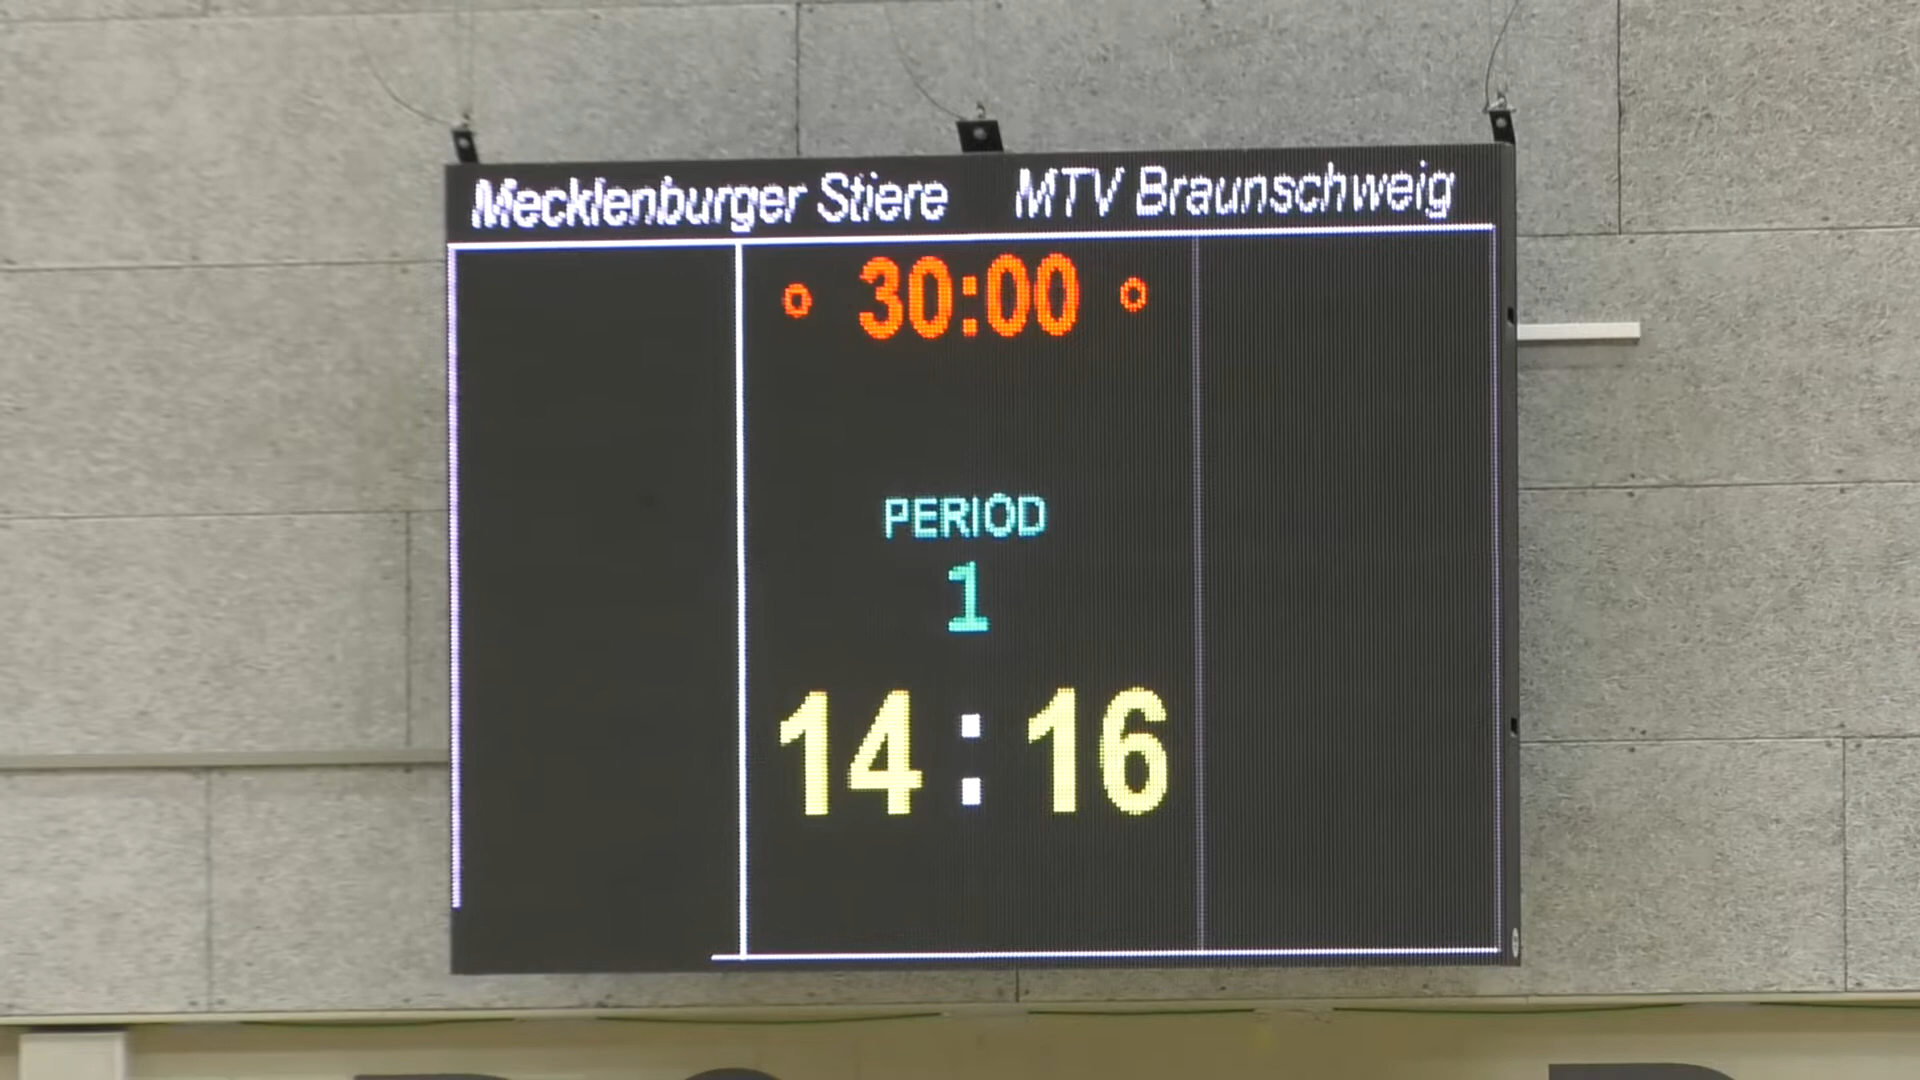 Mecklenburger Stiere MTV Braunschweig
o 30:00 o
PERIOD
1
14 : 16